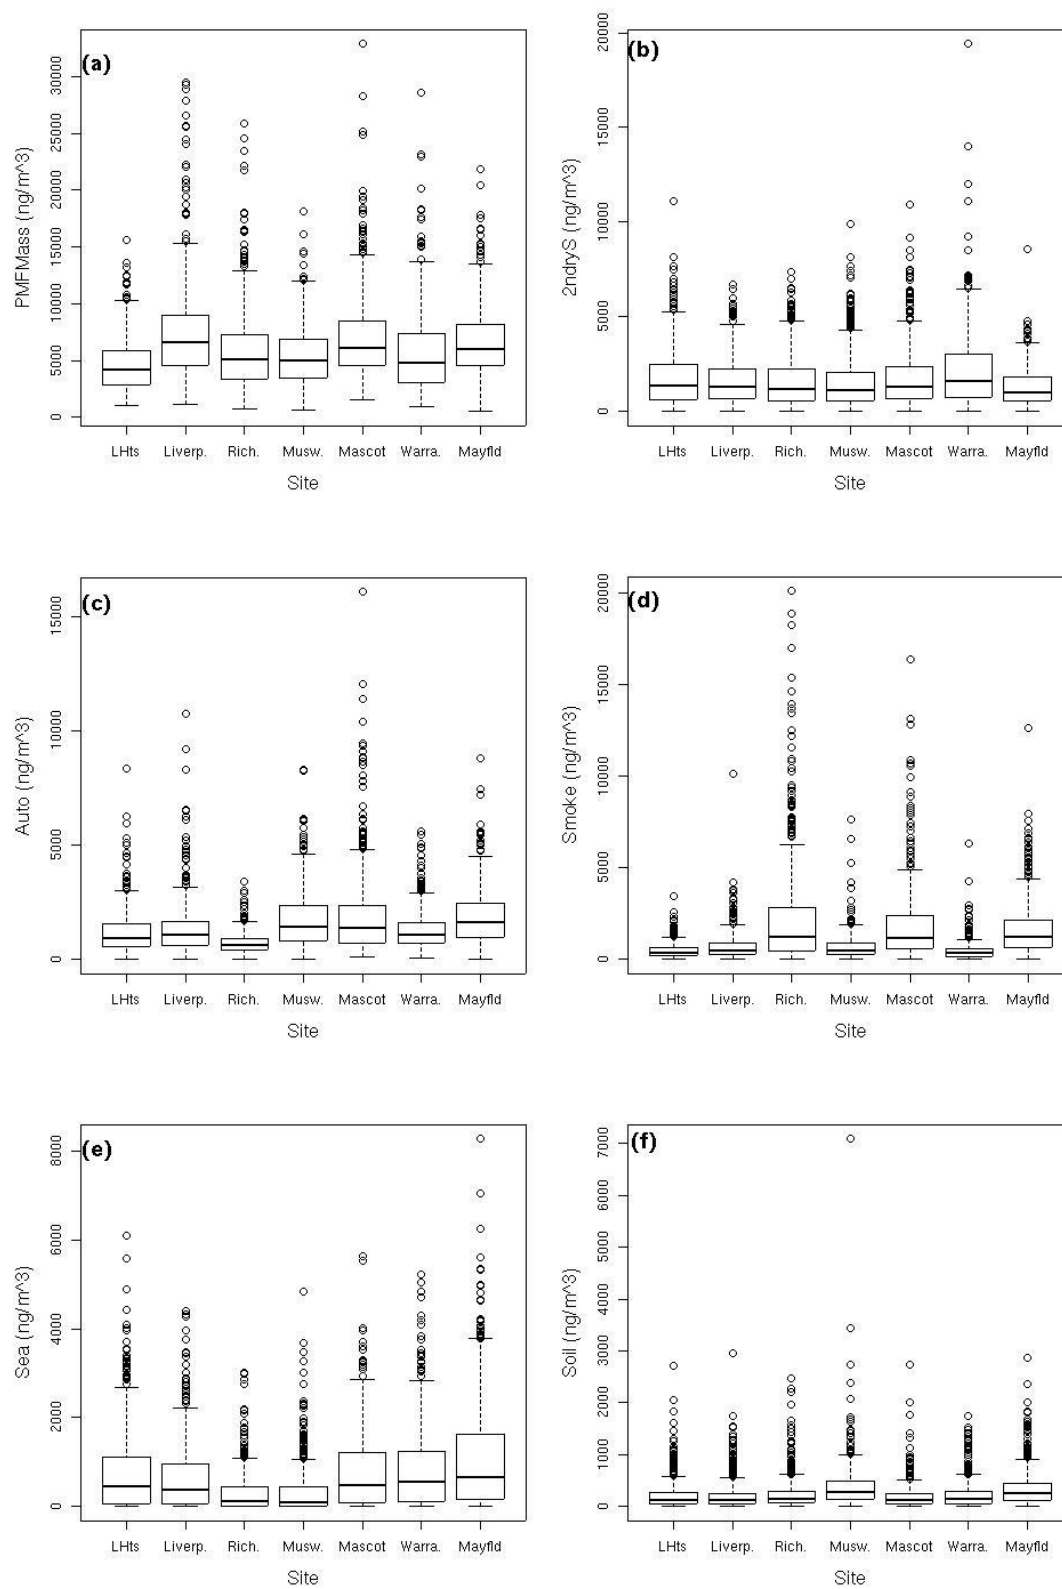 (a)
PMFMass (ng/m^3)
0 5000 10000 15000 20000 25000 30000
LHts Liverp. Rich. Musw. Mascot Warra. Mayfld
Site
(b)
2ndryS (ng/m^3)
0 5000 10000 15000 20000
LHts Liverp. Rich. Musw. Mascot Warra. Mayfld
Site
(c)
Auto (ng/m^3)
0 5000 10000 15000
LHts Liverp. Rich. Musw. Mascot Warra. Mayfld
Site
(d)
Smoke (ng/m^3)
0 5000 10000 15000 20000
LHts Liverp. Rich. Musw. Mascot Warra. Mayfld
Site
(e)
Sea (ng/m^3)
0 2000 4000 6000 8000
LHts Liverp. Rich. Musw. Mascot Warra. Mayfld
Site
(f)
Soil (ng/m^3)
0 1000 2000 3000 4000 5000 6000 7000
LHts Liverp. Rich. Musw. Mascot Warra. Mayfld
Site